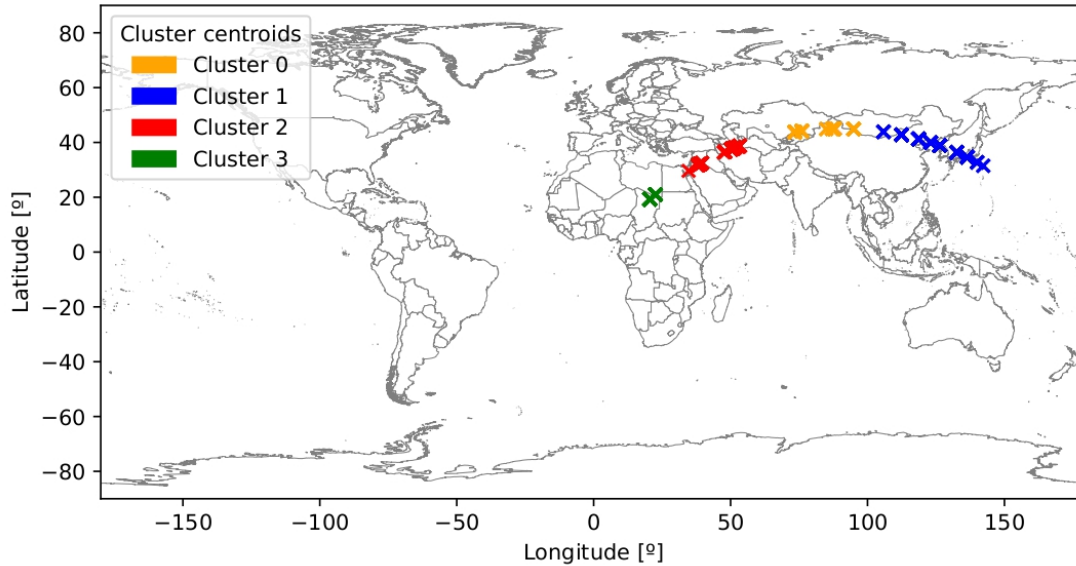 Cluster centroids
Cluster 0
Cluster 1
Cluster 2
Cluster 3
80
60
40
20
0
−20
−40
−60
−80
Latitude [º]
−150
−100
−50
0
50
100
150
Longitude [º]